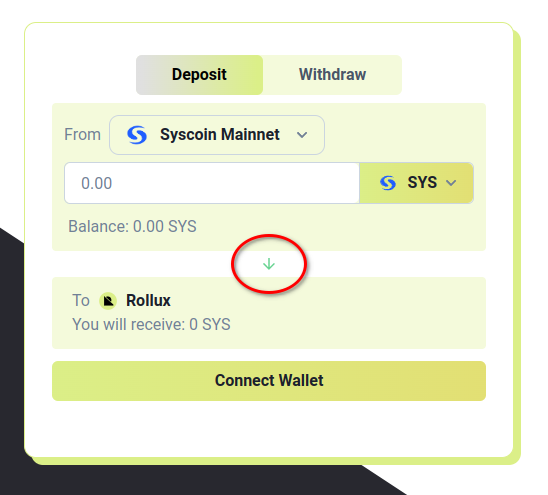 Deposit
Withdraw
From Syscoin Mainnet
0.00 SYS
Balance: 0.00 SYS
To Rollux
You will receive: 0 SYS
Connect Wallet